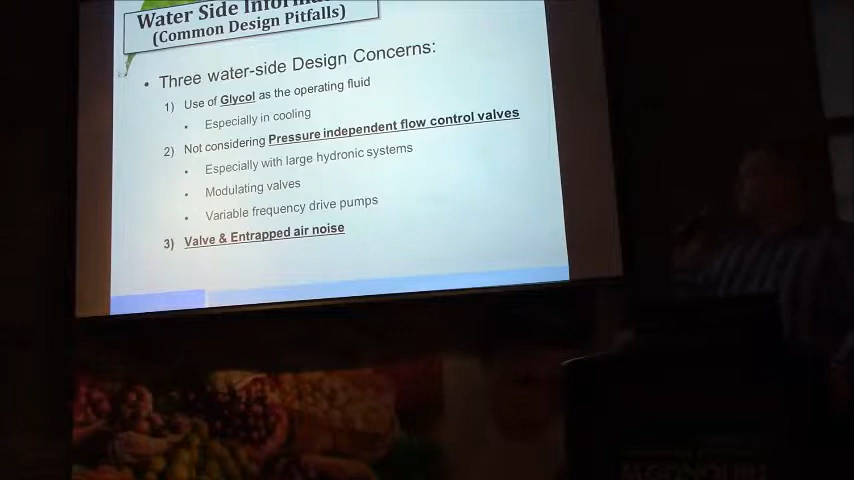 Water Side
(Common Design Pitfalls)
• Three water-side Design Concerns:
1) Use of Glycol as the operating fluid
• Especially in cooling
2) Not considering Pressure independent flow control valves
• Especially with large hydronic systems
• Modulating valves
• Variable frequency drive pumps
3) Valve & Entrapped air noise